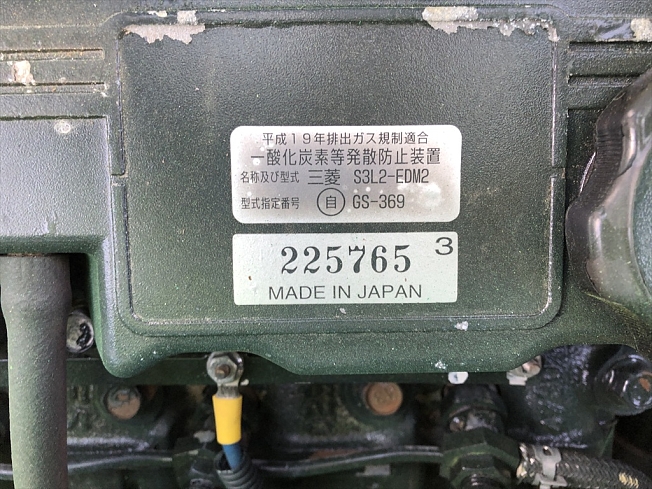 平成19年排出ガス規制適合
一酸化炭素等発散防止装置
名称及び型式 三菱 S3L2-EDM2
型式指定番号 自 GS-369
225765 3
MADE IN JAPAN